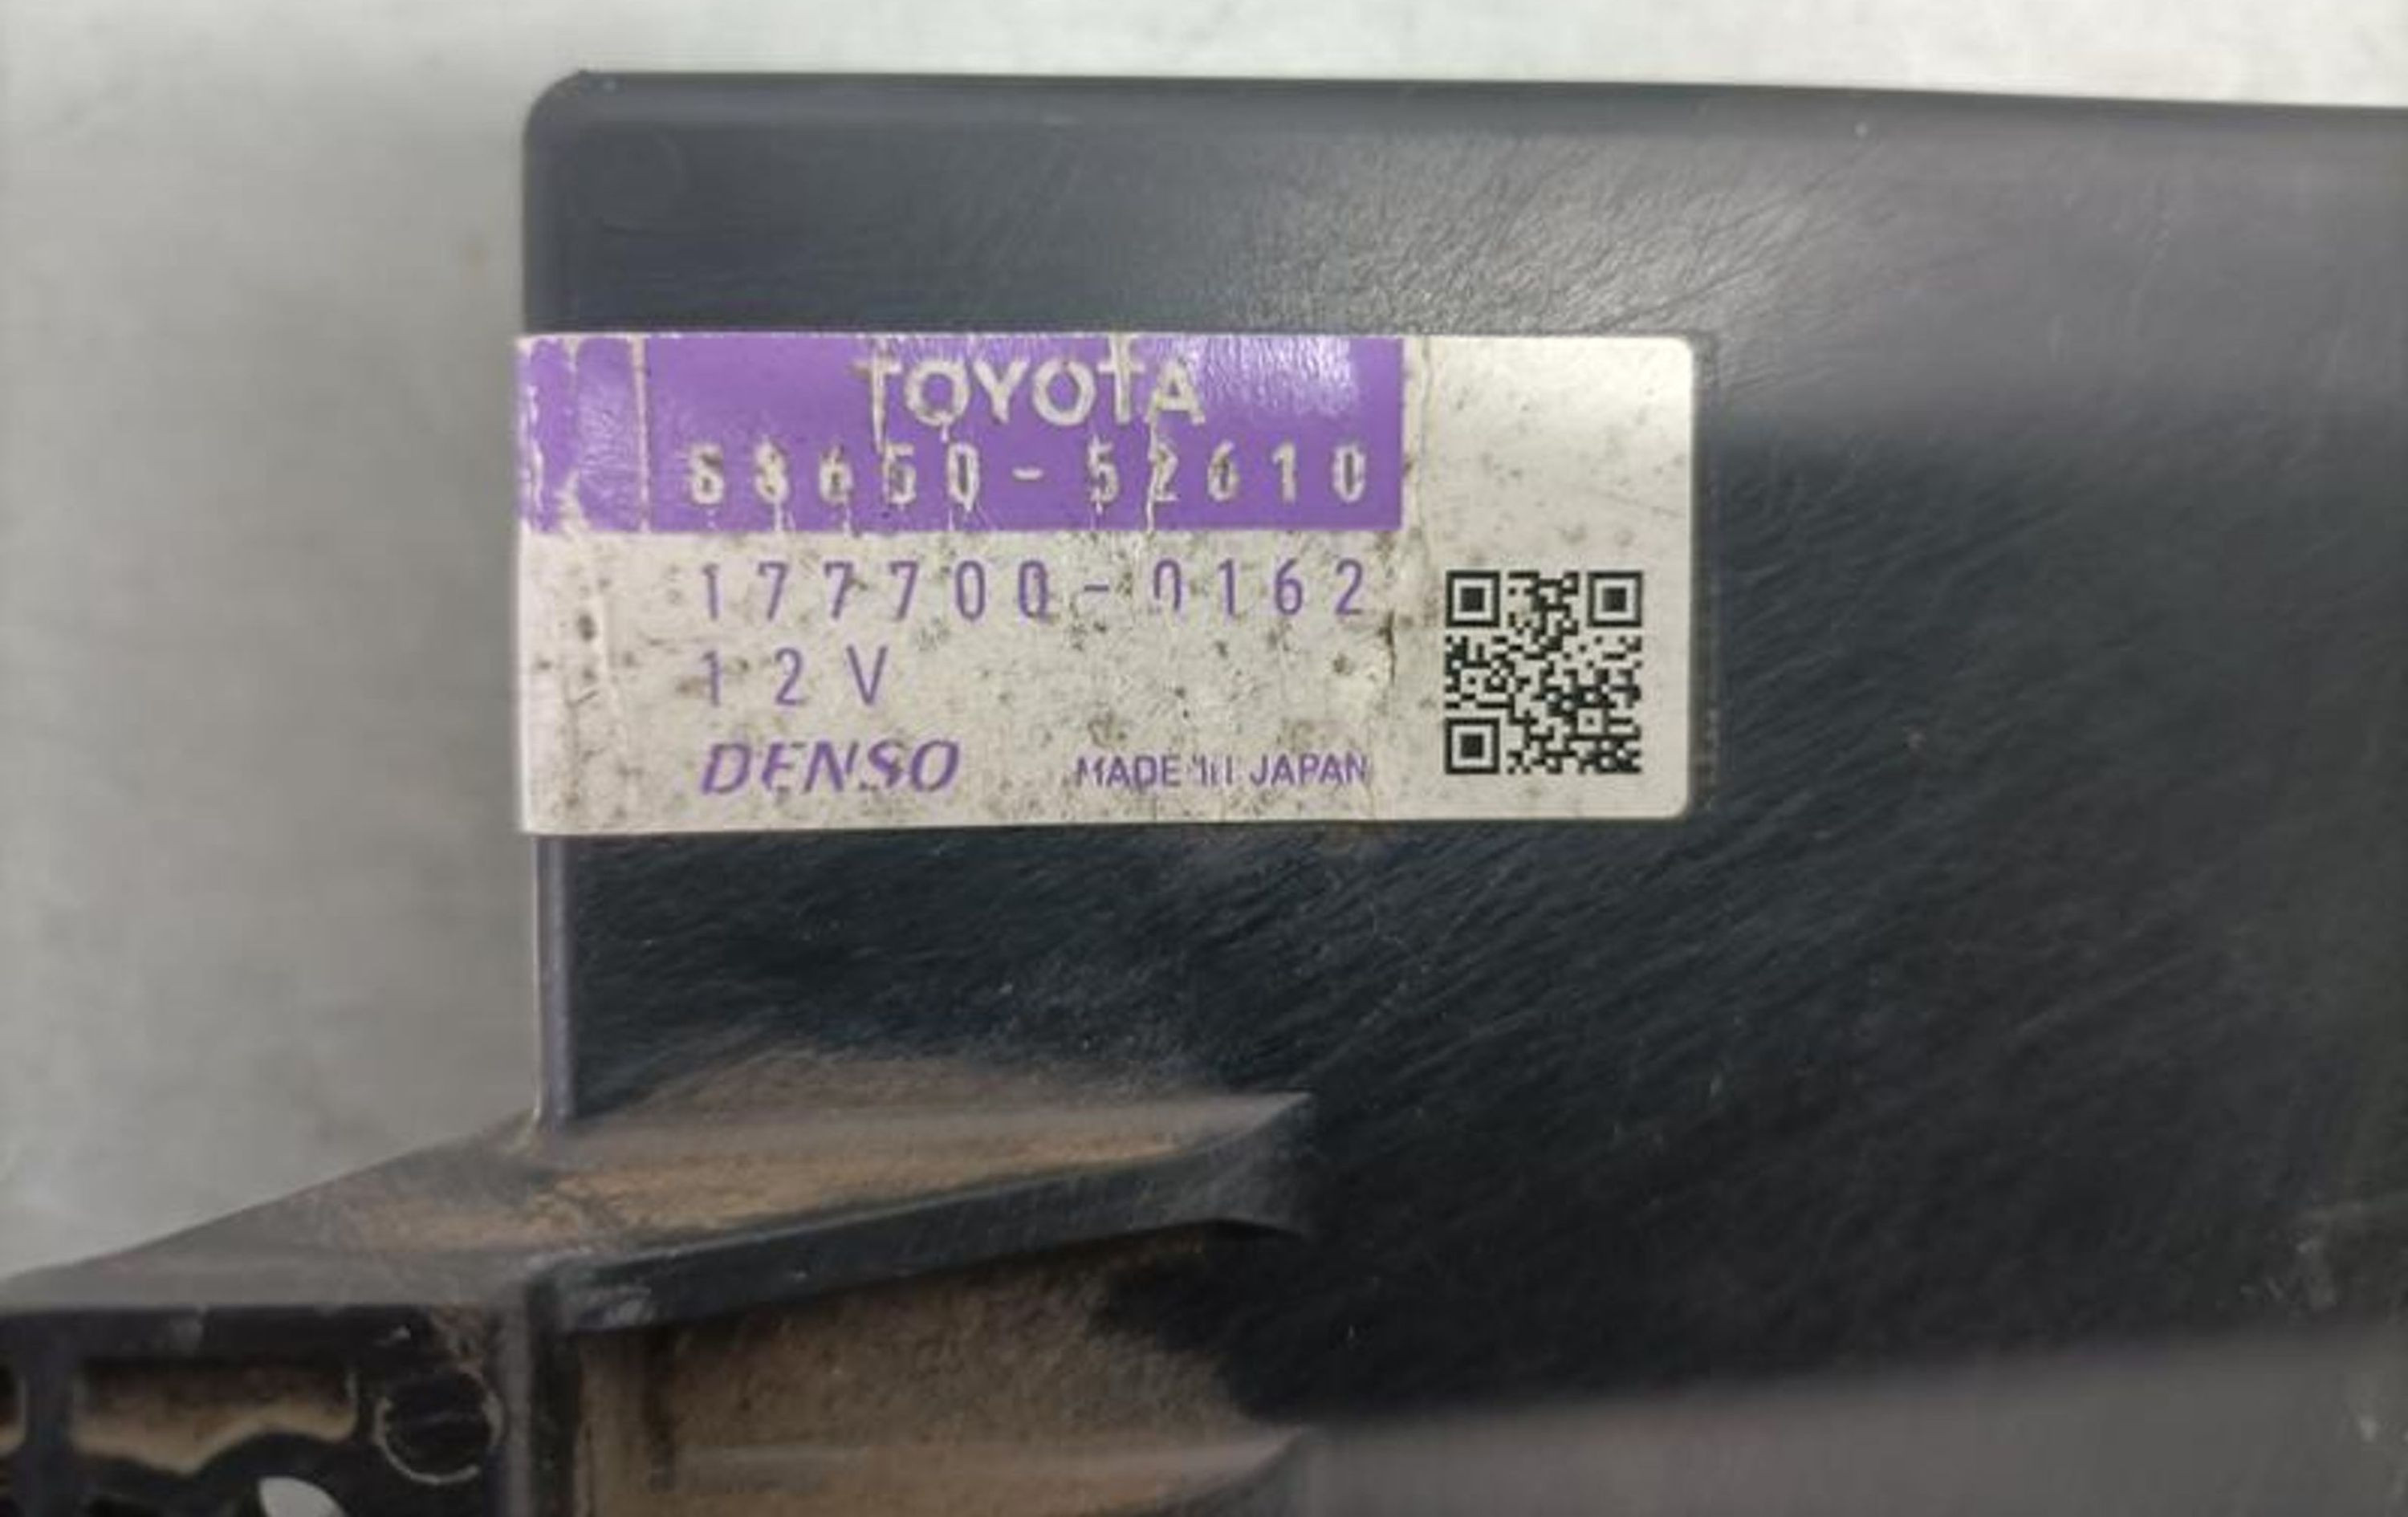 TOYOTA
88650-52610
177700-0162
12V
DENSO
MADE IN JAPAN